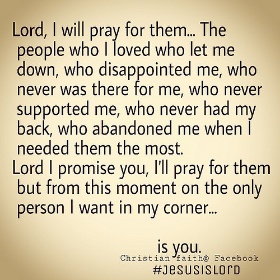 Lord, I will pray for them... The
people who I loved who let me
down, who disappointed me, who
never was there for me, who never
supported me, who never had my
back, who abandoned me when I
needed them the most.
Lord I promise you, I'll pray for them
but from this moment on the only
person I want in my corner...
is you.
Christian faith© Facebook
#JesusisLord